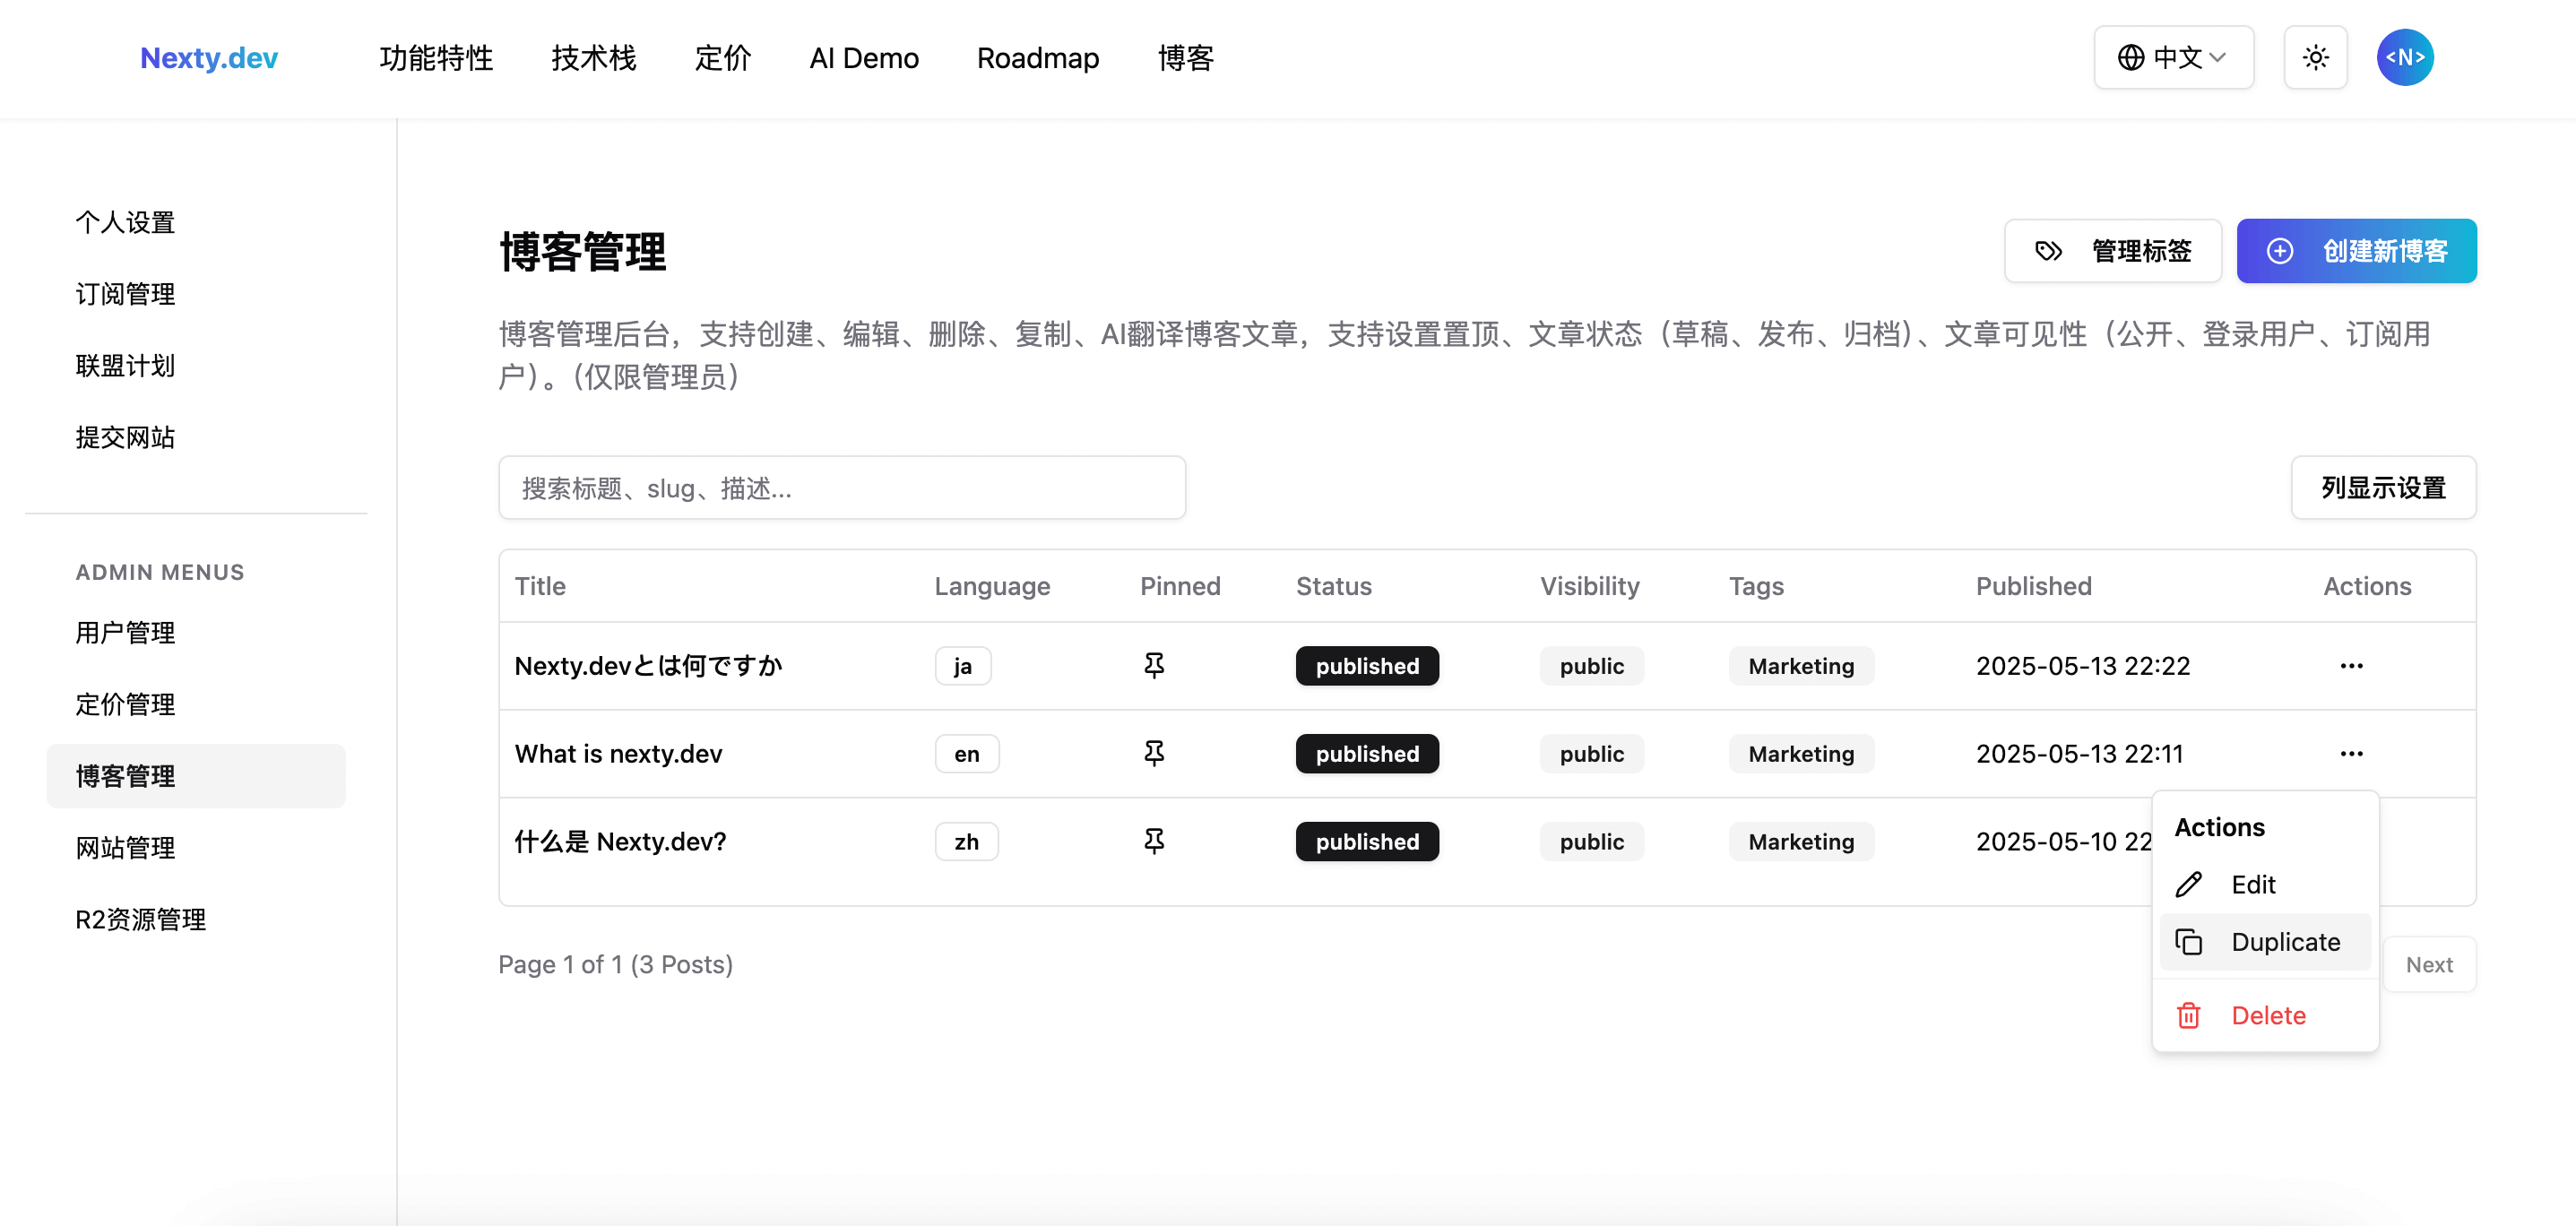 Nexty.dev 功能特性 技术栈 定价 AI Demo Roadmap 博客 中文 <N>
个人设置
订阅管理
联盟计划
提交网站
ADMIN MENUS
用户管理
定价管理
博客管理
网站管理
R2资源管理
博客管理 管理标签 创建新博客
博客管理后台，支持创建、编辑、删除、复制、AI翻译博客文章，支持设置置顶、文章状态（草稿、发布、归档）、文章可见性（公开、登录用户、订阅用
户）。（仅限管理员）
搜索标题、slug、描述... 列显示设置
Title Language Pinned Status Visibility Tags Published Actions
Nexty.devとは何ですか ja published public Marketing 2025-05-13 22:22 ...
What is nexty.dev en published public Marketing 2025-05-13 22:11 ...
什么是 Nexty.dev? zh published public Marketing 2025-05-10 22
Actions
Edit
Duplicate
Delete
Page 1 of 1 (3 Posts) Next